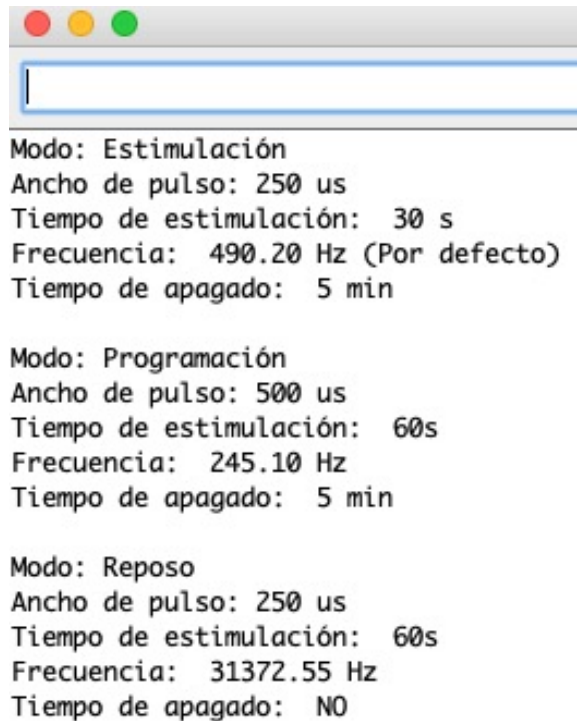 Modo: Estimulación
Ancho de pulso: 250 us
Tiempo de estimulación:  30 s
Frecuencia:  490.20 Hz (Por defecto)
Tiempo de apagado:  5 min

Modo: Programación
Ancho de pulso: 500 us
Tiempo de estimulación:  60s
Frecuencia:  245.10 Hz
Tiempo de apagado:  5 min

Modo: Reposo
Ancho de pulso: 250 us
Tiempo de estimulación:  60s
Frecuencia:  31372.55 Hz
Tiempo de apagado:  NO